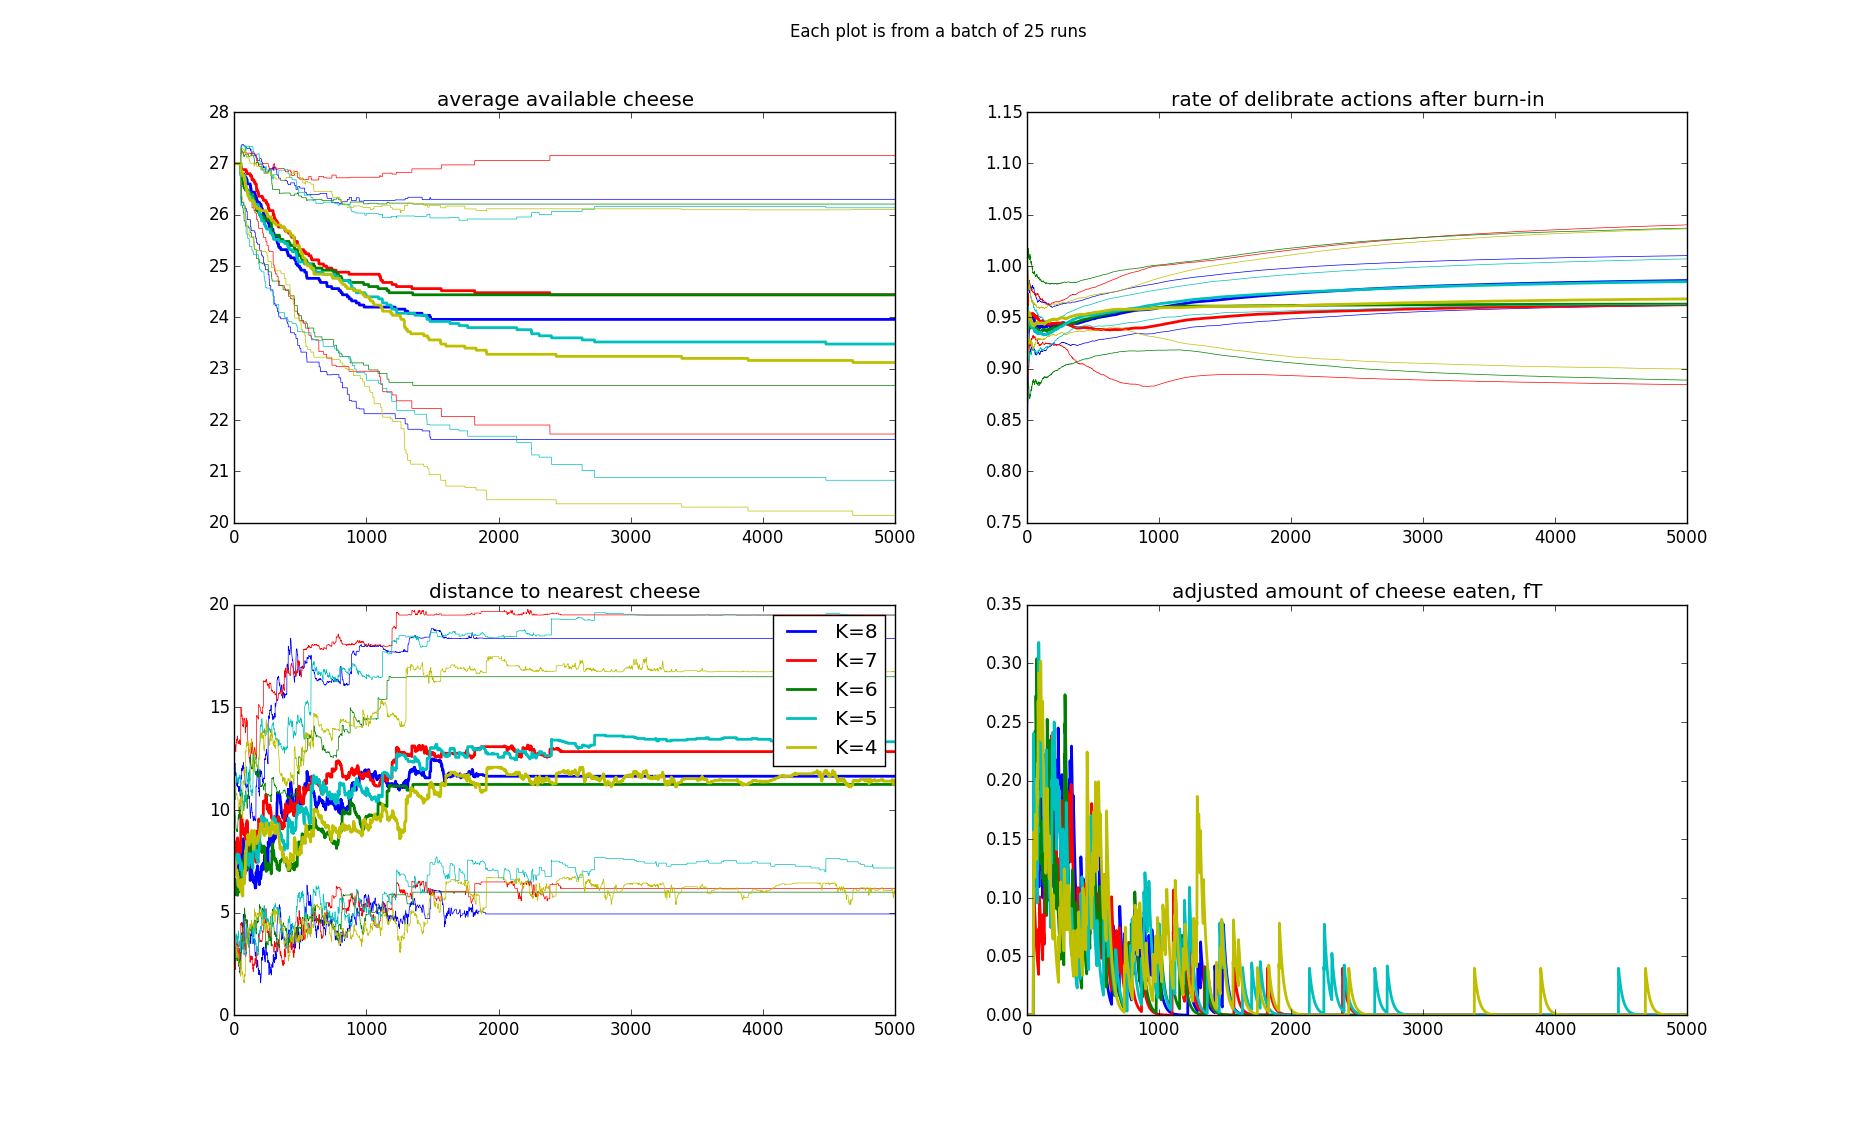 Each plot is from a batch of 25 runs
average available cheese
28
27
26
25
24
23
22
21
20
0 1000 2000 3000 4000 5000
rate of delibrate actions after burn-in
1.15
1.10
1.05
1.00
0.95
0.90
0.85
0.80
0.75
0 1000 2000 3000 4000 5000
distance to nearest cheese
20
15
10
5
0
0 1000 2000 3000 4000 5000
K=8
K=7
K=6
K=5
K=4
adjusted amount of cheese eaten, fT
0.35
0.30
0.25
0.20
0.15
0.10
0.05
0.00
0 1000 2000 3000 4000 5000